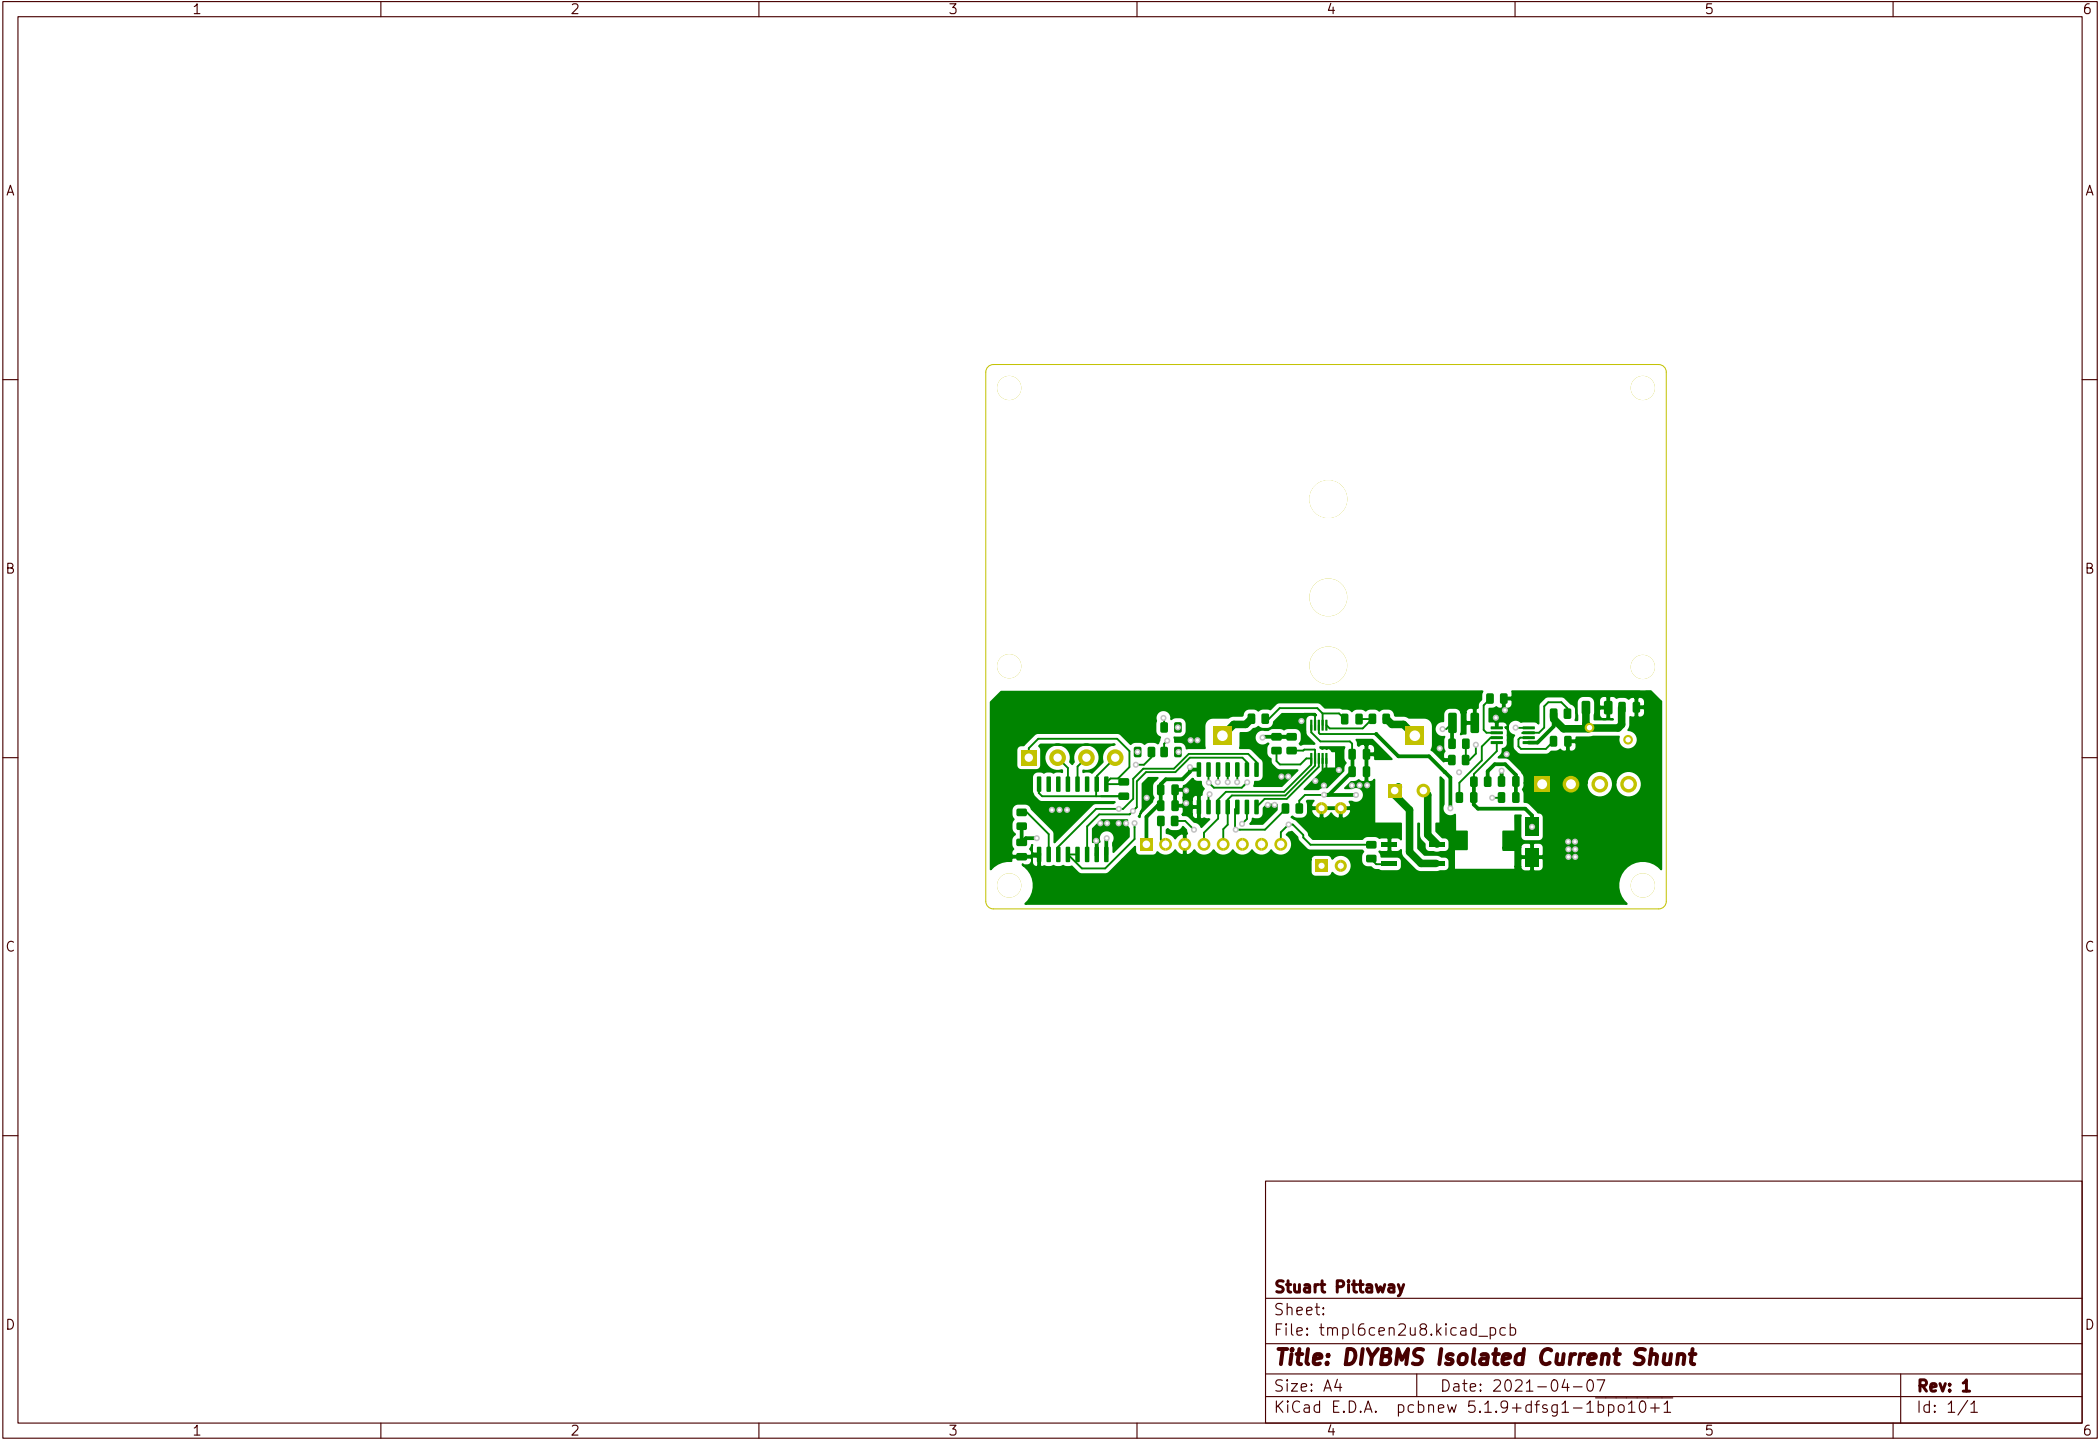 1 2 3 4 5 6
A A
B B
C C
Stuart Pittaway
Sheet:
File: tmpl6cen2u8.kicad_pcb
D D
Title: DIYBMS Isolated Current Shunt
Size: A4 Date: 2021-04-07 Rev: 1
KiCad E.D.A. pcbnew 5.1.9+dfsg1-1~bpo10+1 Id: 1/1
1 2 3 4 5 6